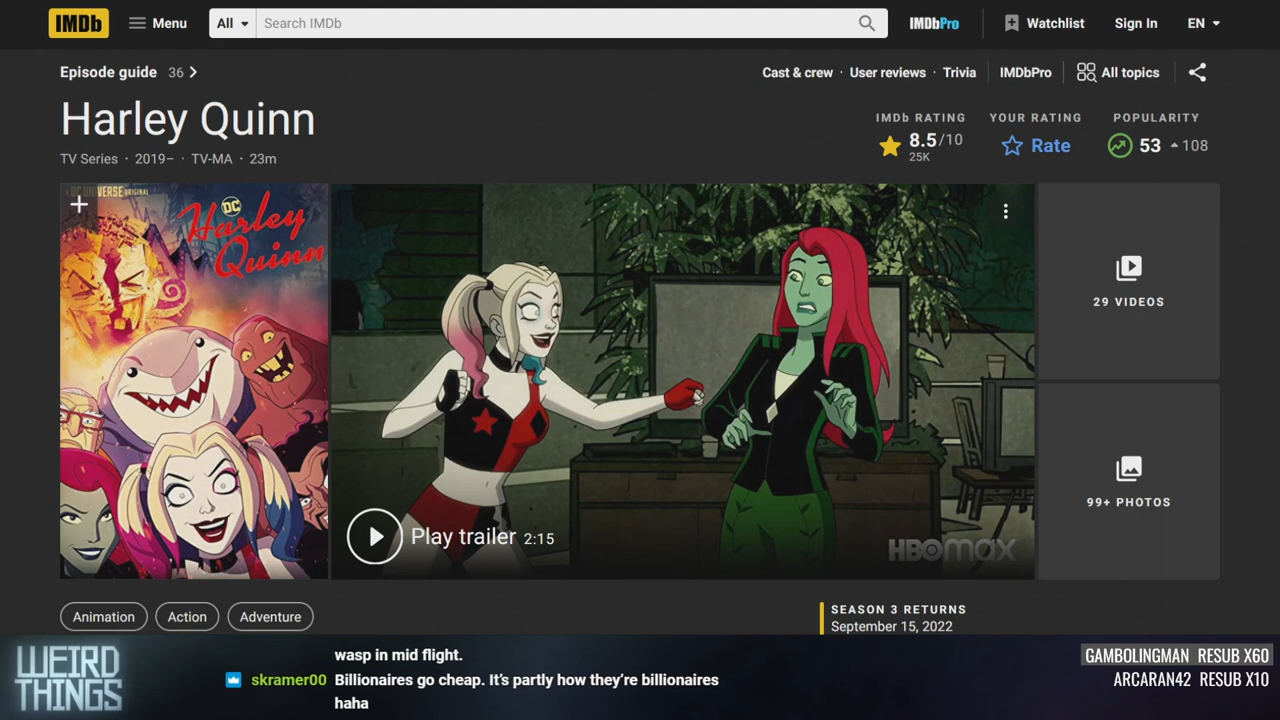 IMDb Menu All Search IMDb IMDbPro Watchlist Sign In EN
Episode guide 36 Cast & crew · User reviews · Trivia IMDbPro All topics
Harley Quinn
IMDb RATING YOUR RATING POPULARITY
8.5/10 Rate 53 108
25K
TV Series · 2019– · TV-MA · 23m
DC UNIVERSE ORIGINAL
DC
Harley
Quinn
29 VIDEOS
99+ PHOTOS
Play trailer 2:15
HBOmax
Animation Action Adventure
SEASON 3 RETURNS
September 15, 2022
WEIRD
THINGS
wasp in mid flight.
skramer00 Billionaires go cheap. It’s partly how they’re billionaires
haha
GAMBOLINGMAN RESUB X60
ARCARAN42 RESUB X10